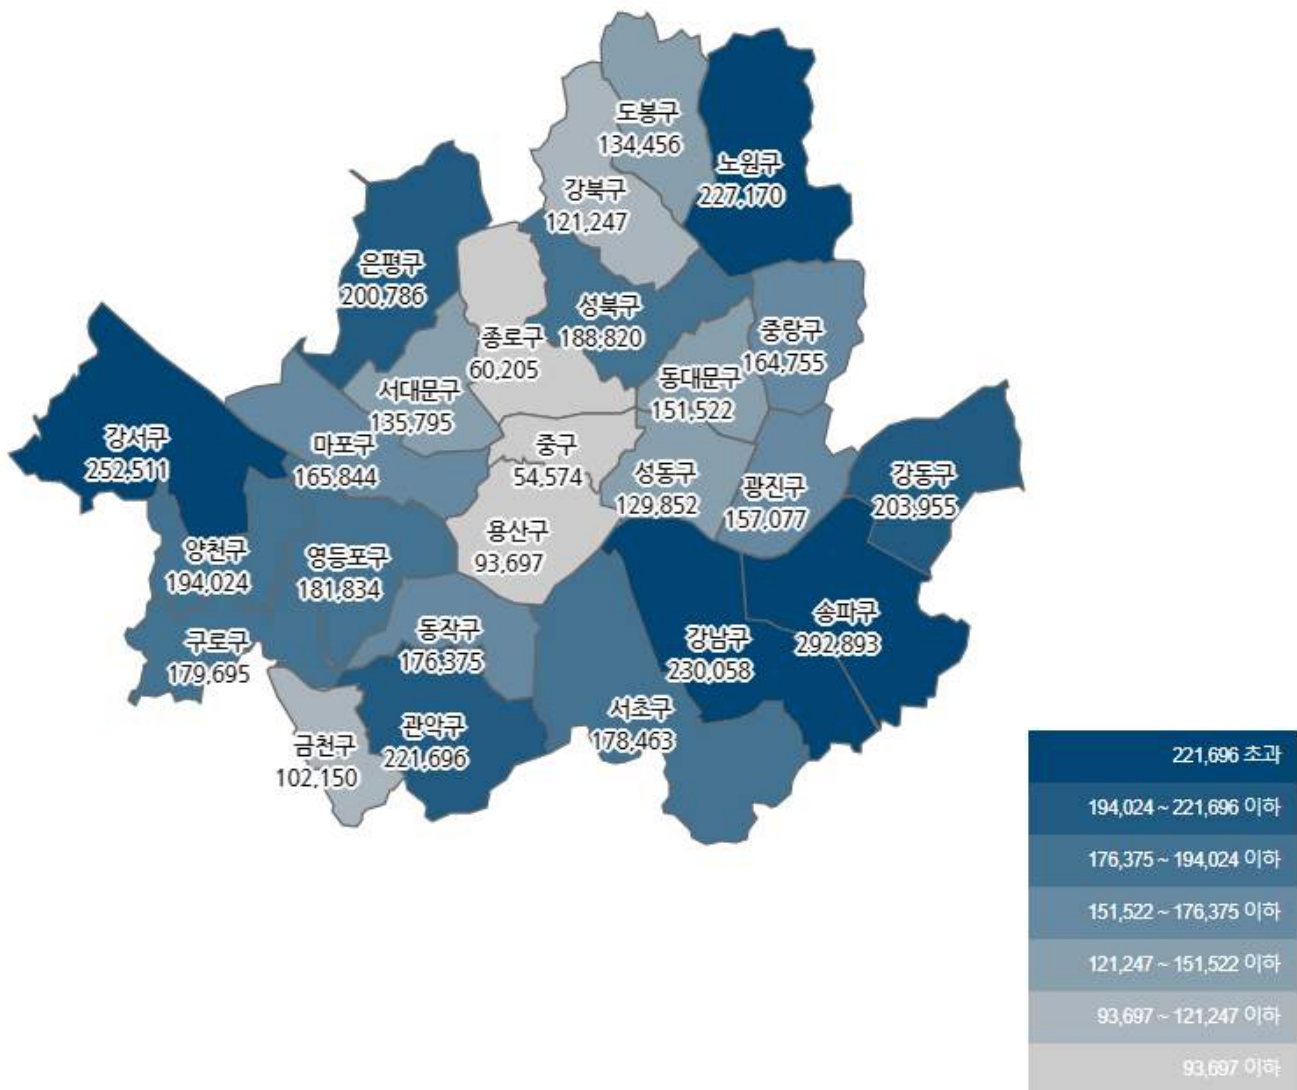 도봉구
134,456
노원구
227,170
강북구
121,247
은평구
200,786
성북구
188,820
종로구
60,205
중랑구
164,755
동대문구
151,522
서대문구
135,795
강서구
252,511
마포구
165,844
중구
54,574
성동구
129,852
광진구
157,077
강동구
203,955
용산구
93,697
양천구
194,024
영등포구
181,834
구로구
179,695
동작구
176,375
강남구
230,058
송파구
292,893
서초구
178,463
관악구
221,696
금천구
102,150
221,696 초과
194,024 ~ 221,696 이하
176,375 ~ 194,024 이하
151,522 ~ 176,375 이하
121,247 ~ 151,522 이하
93,697 ~ 121,247 이하
93,697 이하